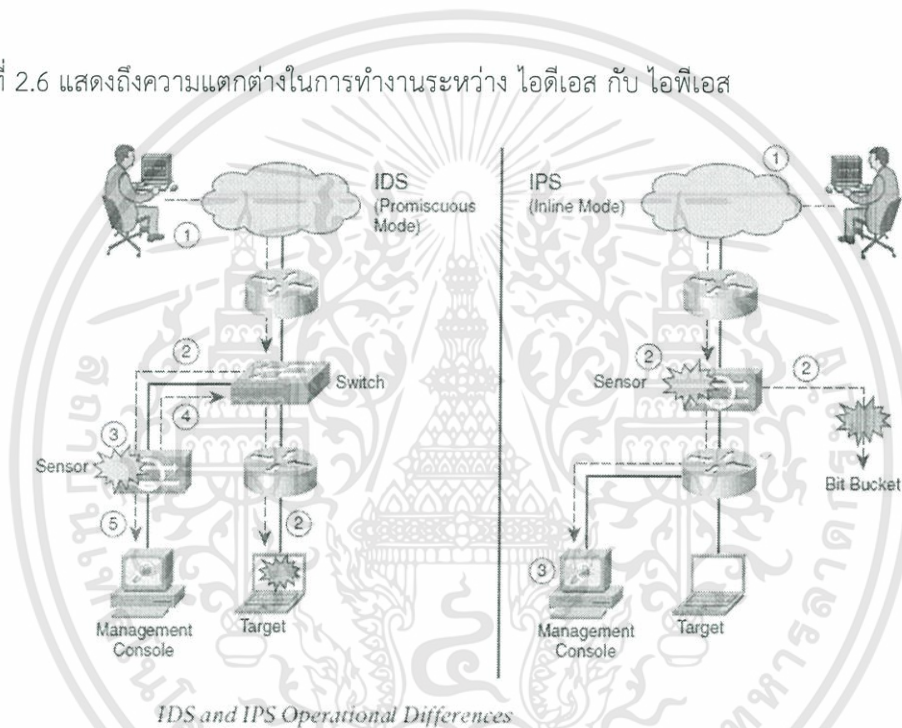 ที่ 2.6 แสดงถึงความแตกต่างในการทำงานระหว่าง ไอดีเอส กับ ไอพีเอส
IDS
(Promiscuous
Mode)
1
2
Switch
3
4
Sensor
5
2
Management
Console
Target
IPS
(Inline Mode)
1
2
Sensor
2
Bit Bucket
3
Management
Console
Target
IDS and IPS Operational Differences